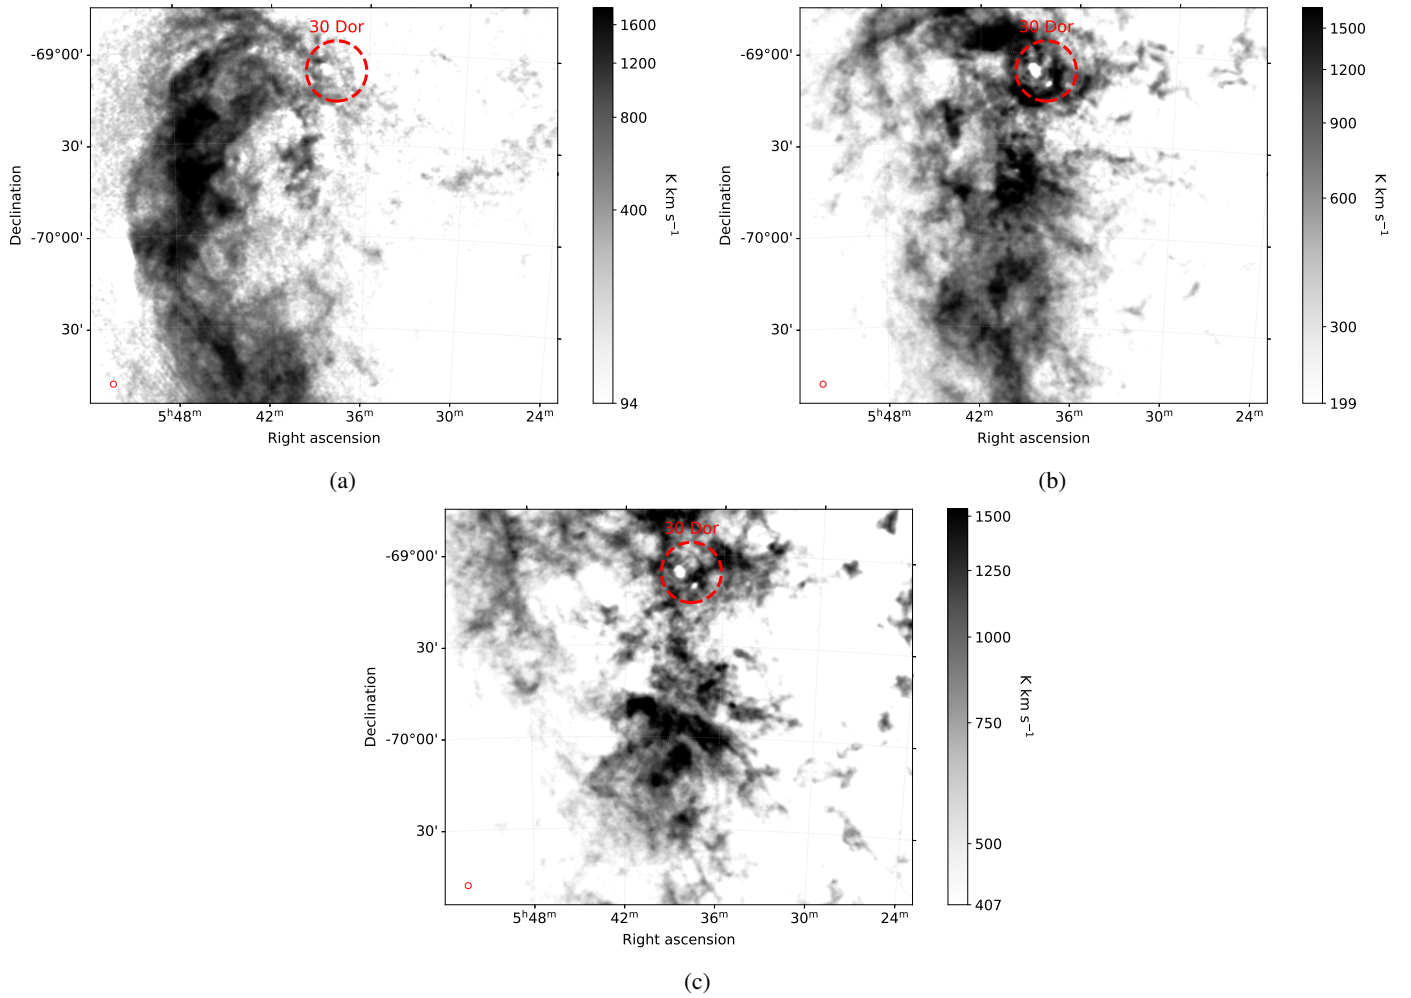 30 Dor
-69°00'
30'
-70°00'
30'
Declination
5ʰ48ᵐ
42ᵐ
36ᵐ
30ᵐ
24ᵐ
Right ascension
1600
1200
800
400
94
K km s⁻¹
(a)
30 Dor
-69°00'
30'
-70°00'
30'
Declination
5ʰ48ᵐ
42ᵐ
36ᵐ
30ᵐ
24ᵐ
Right ascension
1500
1200
900
600
300
199
K km s⁻¹
(b)
30 Dor
-69°00'
30'
-70°00'
30'
Declination
5ʰ48ᵐ
42ᵐ
36ᵐ
30ᵐ
24ᵐ
Right ascension
1500
1250
1000
750
500
407
K km s⁻¹
(c)